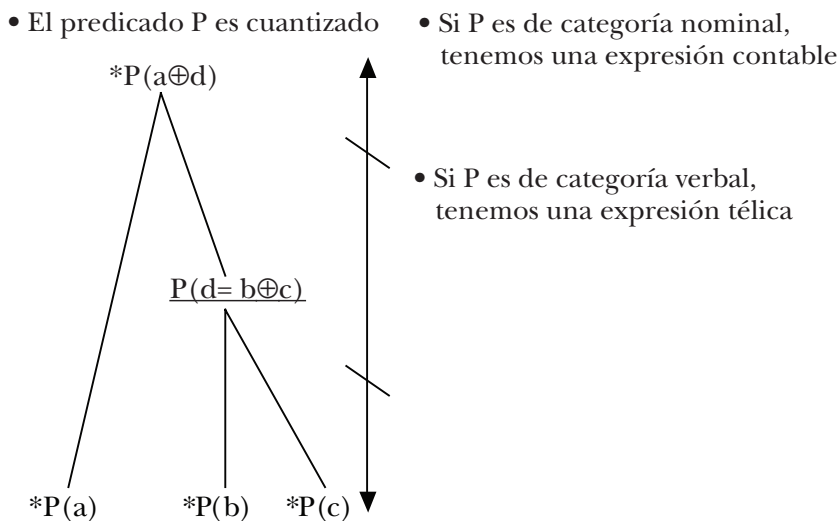 • El predicado P es cuantizado
• Si P es de categoría nominal,
tenemos una expresión contable
*P(a⊕d)
• Si P es de categoría verbal,
tenemos una expresión télica
P(d= b⊕c)
*P(a)
*P(b)
*P(c)